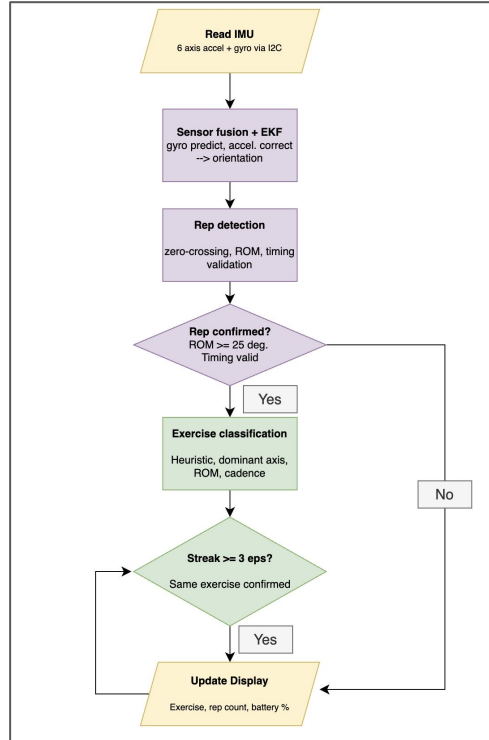 Read IMU
6 axis accel + gyro via I2C
Sensor fusion + EKF
gyro predict, accel. correct
--> orientation
Rep detection
zero-crossing, ROM, timing
validation
Rep confirmed?
ROM >= 25 deg.
Timing valid
Yes
Exercise classification
Heuristic, dominant axis,
ROM, cadence
No
Streak >= 3 eps?
Same exercise confirmed
Yes
Update Display
Exercise, rep count, battery %